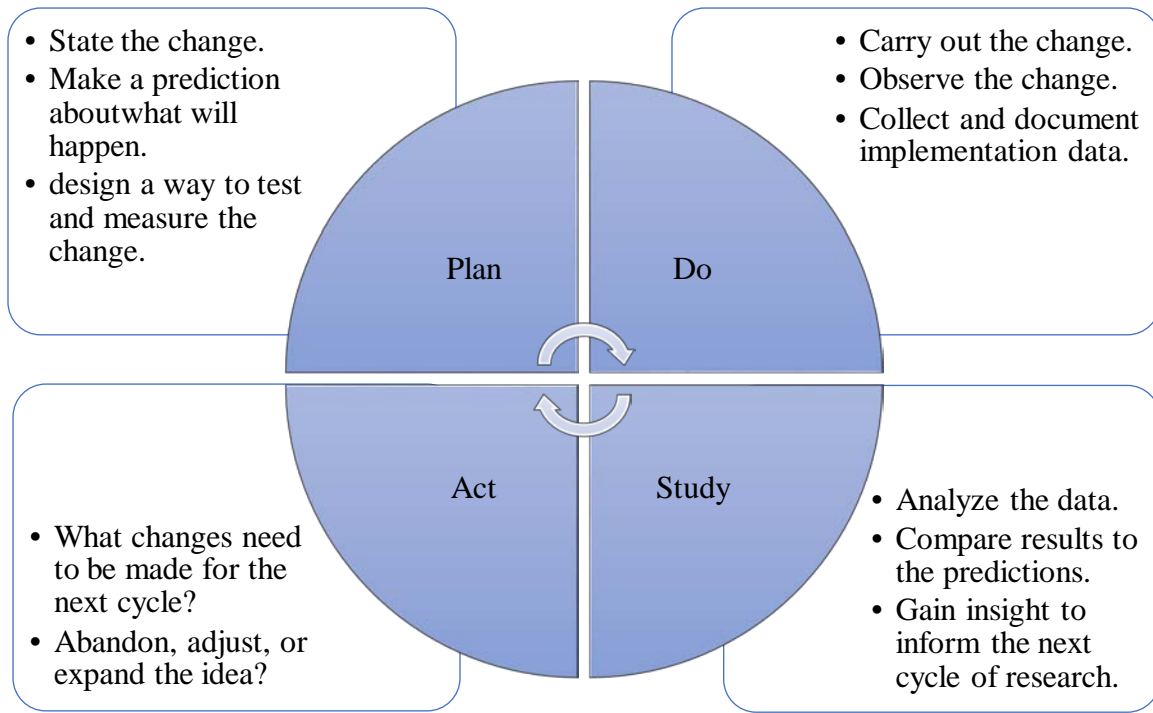 • State the change.
• Make a prediction
aboutwhat will
happen.
• design a way to test
and measure the
change.
• Carry out the change.
• Observe the change.
• Collect and document
implementation data.
Plan
Do
Act
Study
• What changes need
to be made for the
next cycle?
• Abandon, adjust, or
expand the idea?
• Analyze the data.
• Compare results to
the predictions.
• Gain insight to
inform the next
cycle of research.